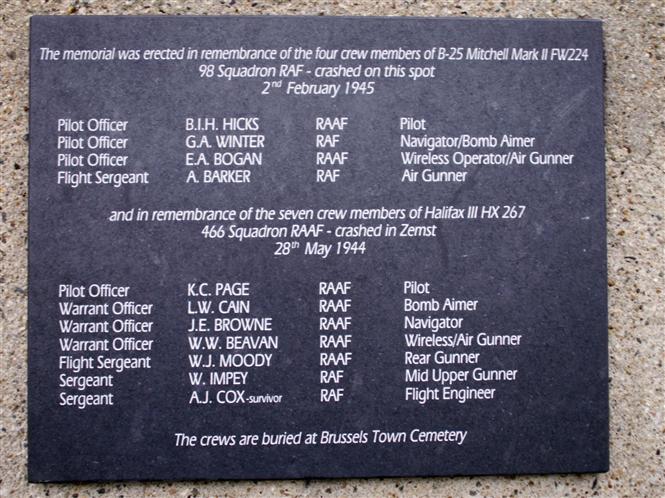 The memorial was erected in remembrance of the four crew members of B-25 Mitchell Mark II FW224
98 Squadron RAF - crashed on this spot
2nd February 1945
Pilot Officer B.I.H. HICKS RAAF Pilot
Pilot Officer G.A. WINTER RAF Navigator/Bomb Aimer
Pilot Officer E.A. BOGAN RAAF Wireless Operator/Air Gunner
Flight Sergeant A. BARKER RAF Air Gunner
and in remembrance of the seven crew members of Halifax III HX 267
466 Squadron RAAF - crashed in Zemst
28th May 1944
Pilot Officer K.C. PAGE RAAF Pilot
Warrant Officer L.W. CAIN RAAF Bomb Aimer
Warrant Officer J.E. BROWNE RAAF Navigator
Warrant Officer W.W. BEAVAN RAAF Wireless/Air Gunner
Flight Sergeant W.J. MOODY RAAF Rear Gunner
Sergeant W. IMPEY RAF Mid Upper Gunner
Sergeant A.J. COX -survivor RAF Flight Engineer
The crews are buried at Brussels Town Cemetery